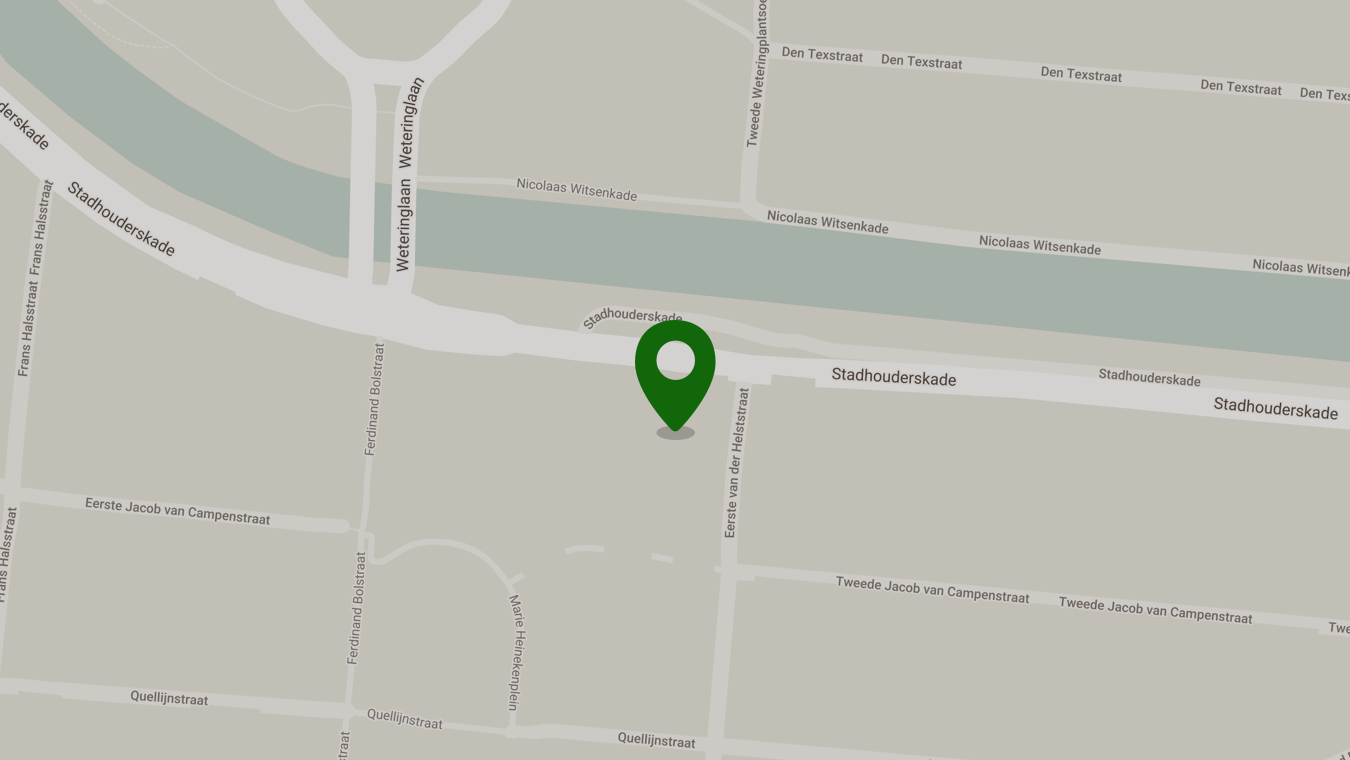 Den Texstraat
Den Texstraat
Den Texstraat
Den Texstraat
Den Texs
Tweede Weteringplantsoe
Weteringlaan
Weteringlaan
derskade
Stadhouderskade
Frans Halsstraat
Frans Halsstraat
Nicolaas Witsenkade
Nicolaas Witsenkade
Nicolaas Witsenkade
Nicolaas Witsenk
Stadhouderskade
Stadhouderskade
Stadhouderskade
Stadhouderskade
Ferdinand Bolstraat
Eerste van der Helststraat
Eerste Jacob van Campenstraat
Frans Halsstraat
Ferdinand Bolstraat
Marie Heinekenplein
Tweede Jacob van Campenstraat
Tweede Jacob van Campenstraat
Twe
Quellijnstraat
Quellijnstraat
Quellijnstraat
straat